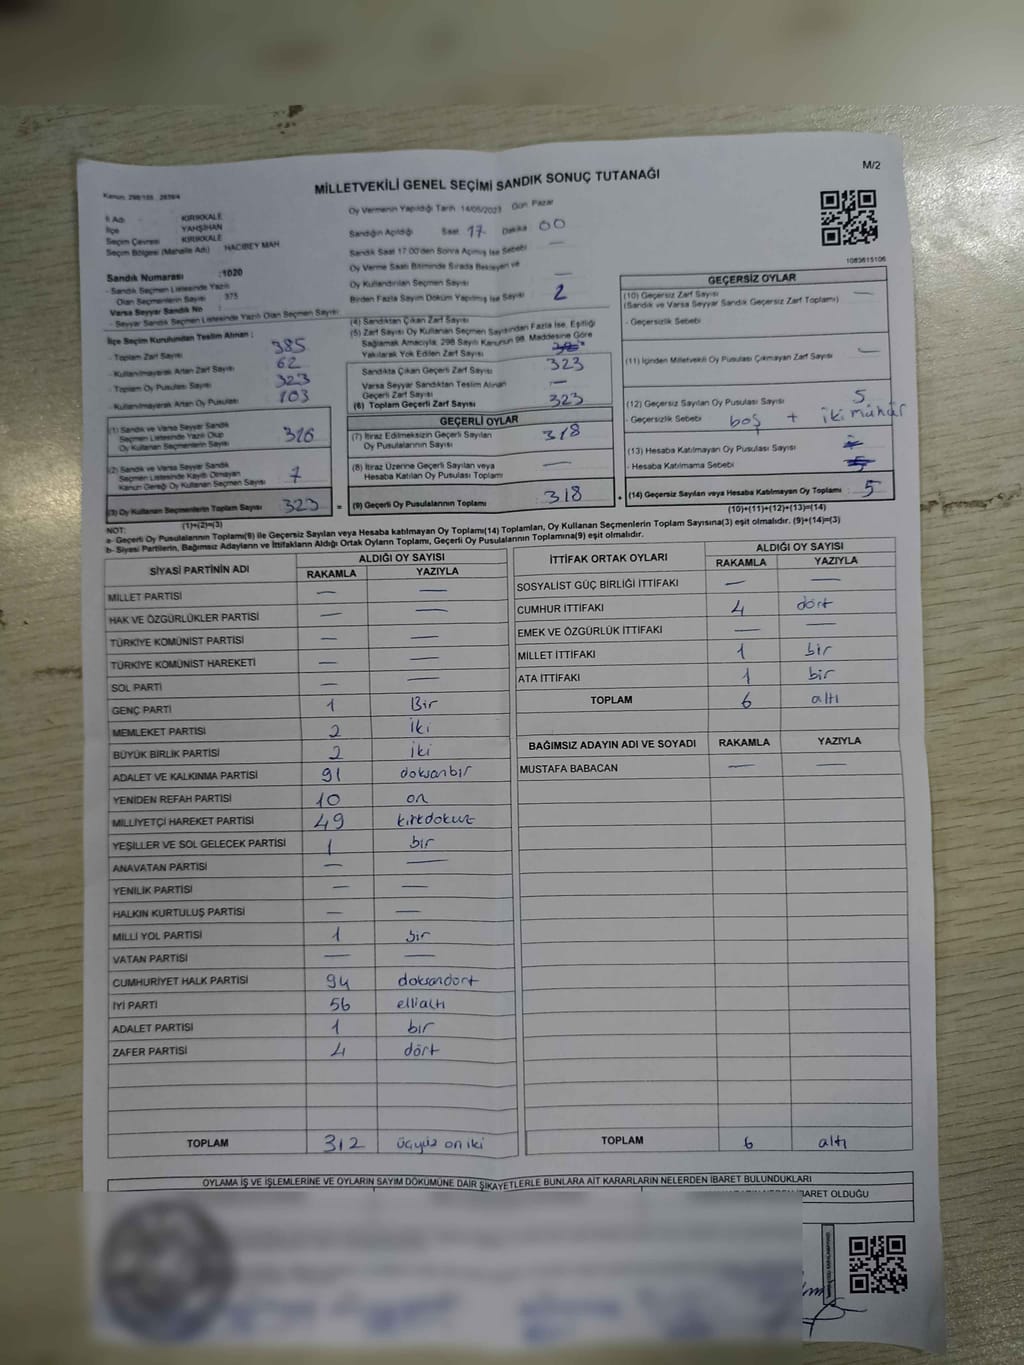 M/2
MİLLETVEKİLİ GENEL SEÇİMİ SANDIK SONUÇ TUTANAĞI
İl Adı : KIRIKKALE
İlçe : YAHŞİHAN
Seçim Çevresi : KIRIKKALE
Seçim Bölgesi (Mahalle Adı) : HACIBEY MAH
Sandık Numarası :1020
- Sandık Seçmen Listesinde Yazılı
Olan Seçmenlerin Sayısı : 375
Varsa Seyyar Sandık No :
- Seyyar Sandık Seçmen Listesinde Yazılı Olan Seçmen Sayısı :
Oy Vermenin Yapıldığı Tarih :14/05/2023 Gün: Pazar
Sandığın Açıldığı Saat 17 Dakika 00
Sandık Saat 17.00'den Sonra Açılmış İse Sebebi —
Oy Verme Saati Bitiminde Sırada Bekleyen ve
Oy Kullandırılan Seçmen Sayısı —
Birden Fazla Sayım Döküm Yapılmış İse Sayısı 2
1083615106
İlçe Seçim Kurulundan Teslim Alınan :
- Toplam Zarf Sayısı 385
- Kullanılmayarak Artan Zarf Sayısı 62
- Toplam Oy Pusulası Sayısı 323
- Kullanılmayarak Artan Oy Pusulası 103
(1) Sandık ve Varsa Seyyar Sandık
Seçmen Listesinde Yazılı Olup
Oy Kullanan Seçmenlerin Sayısı 316
(2) Sandık ve Varsa Seyyar Sandık
Seçmen Listesinde Kayıtlı Olmayan
Kanun Gereği Oy Kullanan Seçmen Sayısı 7
(3) Oy Kullanan Seçmenlerin Toplam Sayısı 323 =
(1)+(2)=(3)
(4) Sandıktan Çıkan Zarf Sayısı
(5) Zarf Sayısı Oy Kullanan Seçmen Sayısından Fazla İse, Eşitliği
Sağlamak Amacıyla; 298 Sayılı Kanunun 98. Maddesine Göre
Yakılarak Yok Edilen Zarf Sayısı
Sandıkta Çıkan Geçerli Zarf Sayısı 323
Varsa Seyyar Sandıktan Teslim Alınan
Geçerli Zarf Sayısı —
(6) Toplam Geçerli Zarf Sayısı 323
GEÇERLİ OYLAR
(7) İtiraz Edilmeksizin Geçerli Sayılan
Oy Pusulalarının Sayısı 318
(8) İtiraz Üzerine Geçerli Sayılan veya
Hesaba Katılan Oy Pusulası Toplamı —
(9) Geçerli Oy Pusulalarının Toplamı 318 +
GEÇERSİZ OYLAR
(10) Geçersiz Zarf Sayısı —
(Sandık ve Varsa Seyyar Sandık Geçersiz Zarf Toplamı)
- Geçersizlik Sebebi
(11) İçinden Milletvekili Oy Pusulası Çıkmayan Zarf Sayısı —
(12) Geçersiz Sayılan Oy Pusulası Sayısı 5
- Geçersizlik Sebebi boş + iki mühür
(13) Hesaba Katılmayan Oy Pusulası Sayısı
- Hesaba Katılmama Sebebi
(14) Geçersiz Sayılan veya Hesaba Katılmayan Oy Toplamı : 5
(10)+(11)+(12)+(13)=(14)
NOT:
a- Geçerli Oy Pusulalarının Toplamı(9) ile Geçersiz Sayılan veya Hesaba katılmayan Oy Toplamı(14) Toplamları, Oy Kullanan Seçmenlerin Toplam Sayısına(3) eşit olmalıdır. (9)+(14)=(3)
b- Siyasi Partilerin, Bağımsız Adayların ve İttifakların Aldığı Ortak Oyların Toplamı, Geçerli Oy Pusulalarının Toplamına(9) eşit olmalıdır.
SİYASİ PARTİNİN ADI ALDIĞI OY SAYISI
RAKAMLA YAZIYLA
MİLLET PARTİSİ — —
HAK VE ÖZGÜRLÜKLER PARTİSİ — —
TÜRKİYE KOMÜNİST PARTİSİ — —
TÜRKİYE KOMÜNİST HAREKETİ — —
SOL PARTİ — —
GENÇ PARTİ 1 Bir
MEMLEKET PARTİSİ 2 iki
BÜYÜK BİRLİK PARTİSİ 2 iki
ADALET VE KALKINMA PARTİSİ 91 doksanbir
YENİDEN REFAH PARTİSİ 10 on
MİLLİYETÇİ HAREKET PARTİSİ 49 kırkdokuz
YEŞİLLER VE SOL GELECEK PARTİSİ 1 bir
ANAVATAN PARTİSİ — —
YENİLİK PARTİSİ — —
HALKIN KURTULUŞ PARTİSİ — —
MİLLİ YOL PARTİSİ 1 bir
VATAN PARTİSİ — —
CUMHURİYET HALK PARTİSİ 94 doksandört
İYİ PARTİ 56 ellialtı
ADALET PARTİSİ 1 bir
ZAFER PARTİSİ 4 dört
TOPLAM 312 üçyüz on iki
İTTİFAK ORTAK OYLARI ALDIĞI OY SAYISI
RAKAMLA YAZIYLA
SOSYALİST GÜÇ BİRLİĞİ İTTİFAKI — —
CUMHUR İTTİFAKI 4 dört
EMEK VE ÖZGÜRLÜK İTTİFAKI — —
MİLLET İTTİFAKI 1 bir
ATA İTTİFAKI 1 bir
TOPLAM 6 altı
BAĞIMSIZ ADAYIN ADI VE SOYADI RAKAMLA YAZIYLA
MUSTAFA BABACAN — —
TOPLAM 6 altı
OYLAMA İŞ VE İŞLEMLERİNE VE OYLARIN SAYIM DÖKÜMÜNE DAİR ŞİKAYETLERLE BUNLARA AİT KARARLARIN NELERDEN İBARET BULUNDUKLARI
İBARET OLDUĞU